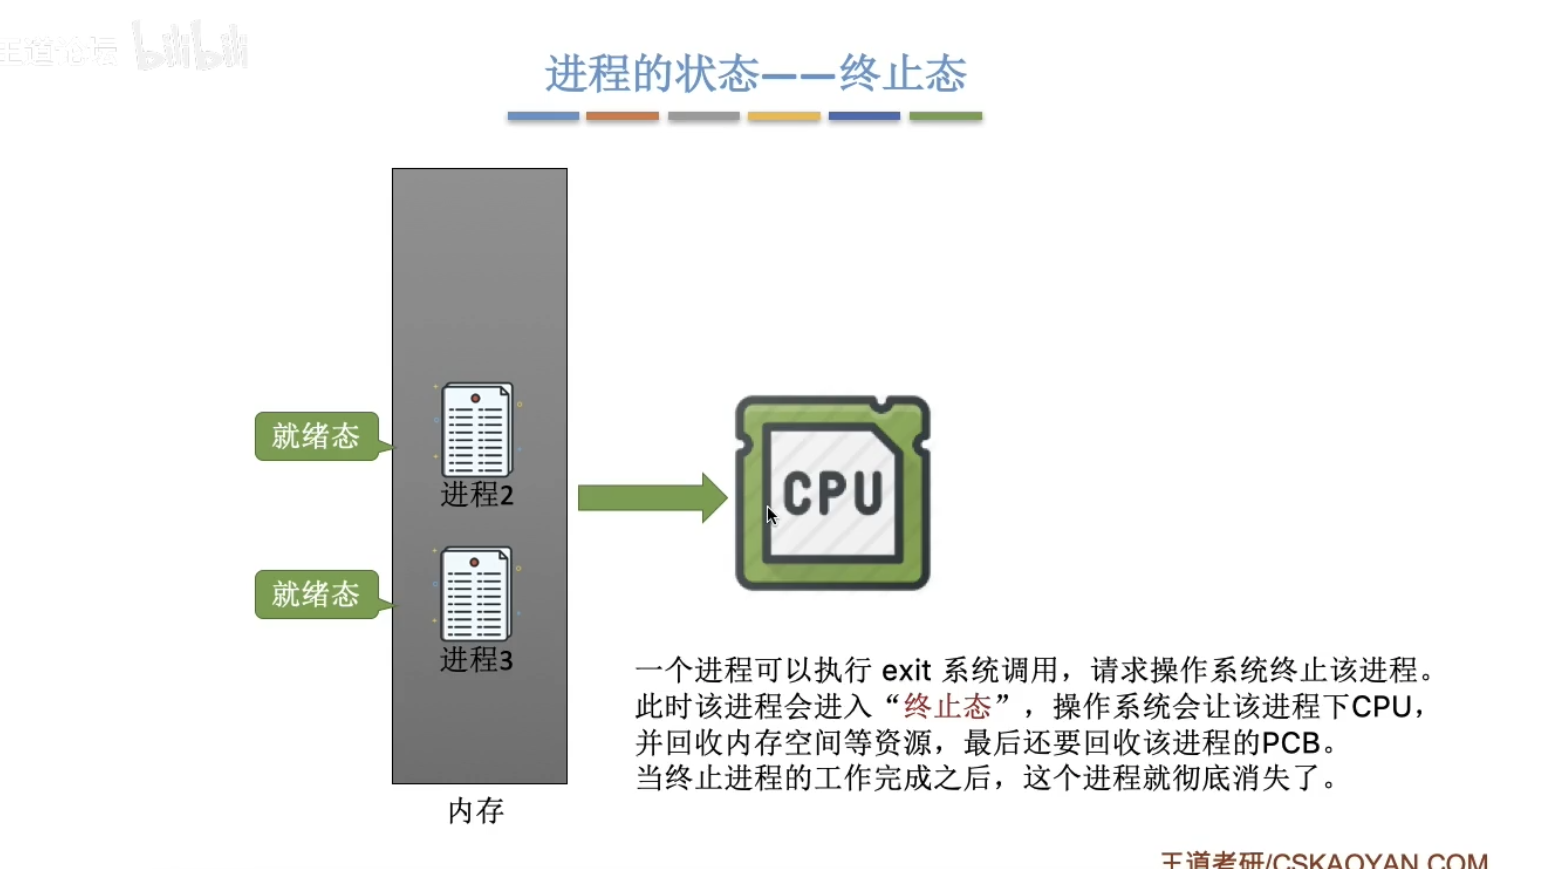 王道论坛 bilibili
进程的状态——终止态
就绪态
进程2
CPU
就绪态
进程3
内存
一个进程可以执行 exit 系统调用，请求操作系统终止该进程。
此时该进程会进入“终止态”，操作系统会让该进程下CPU，
并回收内存空间等资源，最后还要回收该进程的PCB。
当终止进程的工作完成之后，这个进程就彻底消失了。
王道考研/CSKAOYAN.COM